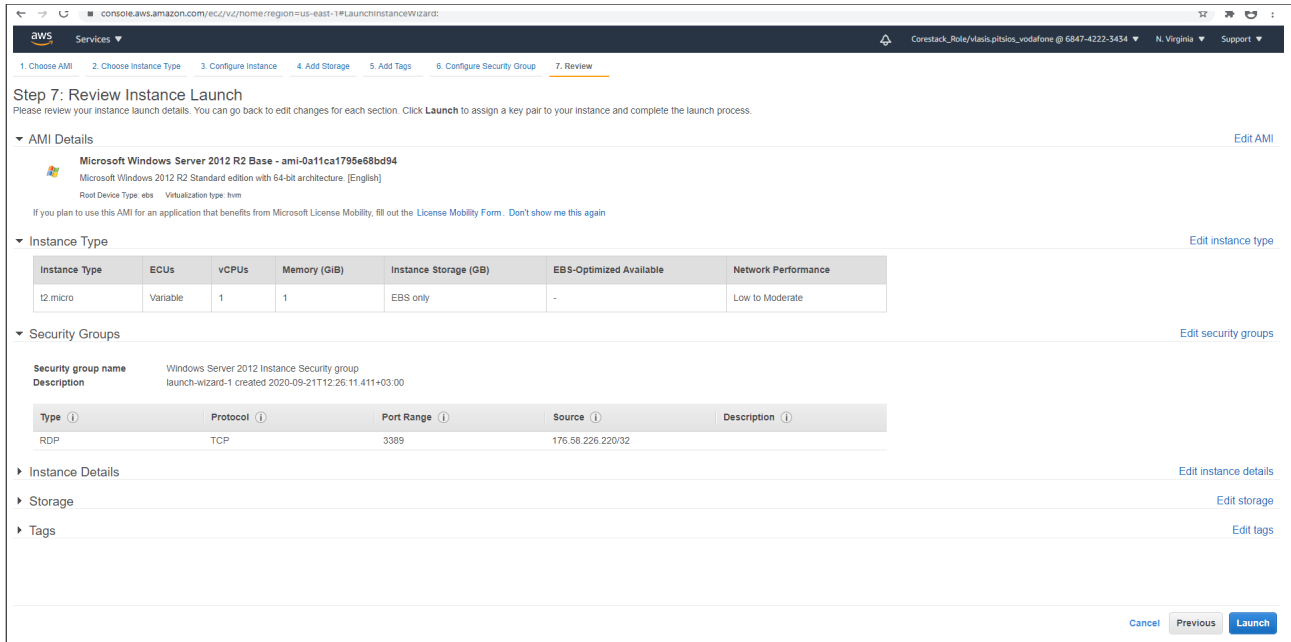 console.aws.amazon.com/ec2/v2/home?region=us-east-1#LaunchInstanceWizard:
aws Services Corestack_Role/vlasis.pitsios_vodafone @ 6847-4222-3434 N. Virginia Support
1. Choose AMI 2. Choose Instance Type 3. Configure Instance 4. Add Storage 5. Add Tags 6. Configure Security Group 7. Review
Step 7: Review Instance Launch
Please review your instance launch details. You can go back to edit changes for each section. Click Launch to assign a key pair to your instance and complete the launch process.
AMI Details Edit AMI
Microsoft Windows Server 2012 R2 Base - ami-0a11ca1795e68bd94
Microsoft Windows 2012 R2 Standard edition with 64-bit architecture. [English]
Root Device Type: ebs Virtualization type: hvm
If you plan to use this AMI for an application that benefits from Microsoft License Mobility, fill out the License Mobility Form. Don't show me this again
Instance Type Edit instance type
Instance Type ECUs vCPUs Memory (GiB) Instance Storage (GB) EBS-Optimized Available Network Performance
t2.micro Variable 1 1 EBS only - Low to Moderate
Security Groups Edit security groups
Security group name Windows Server 2012 Instance Security group
Description launch-wizard-1 created 2020-09-21T12:26:11.411+03:00
Type Protocol Port Range Source Description
RDP TCP 3389 176.58.226.220/32
Instance Details Edit instance details
Storage Edit storage
Tags Edit tags
Cancel Previous Launch